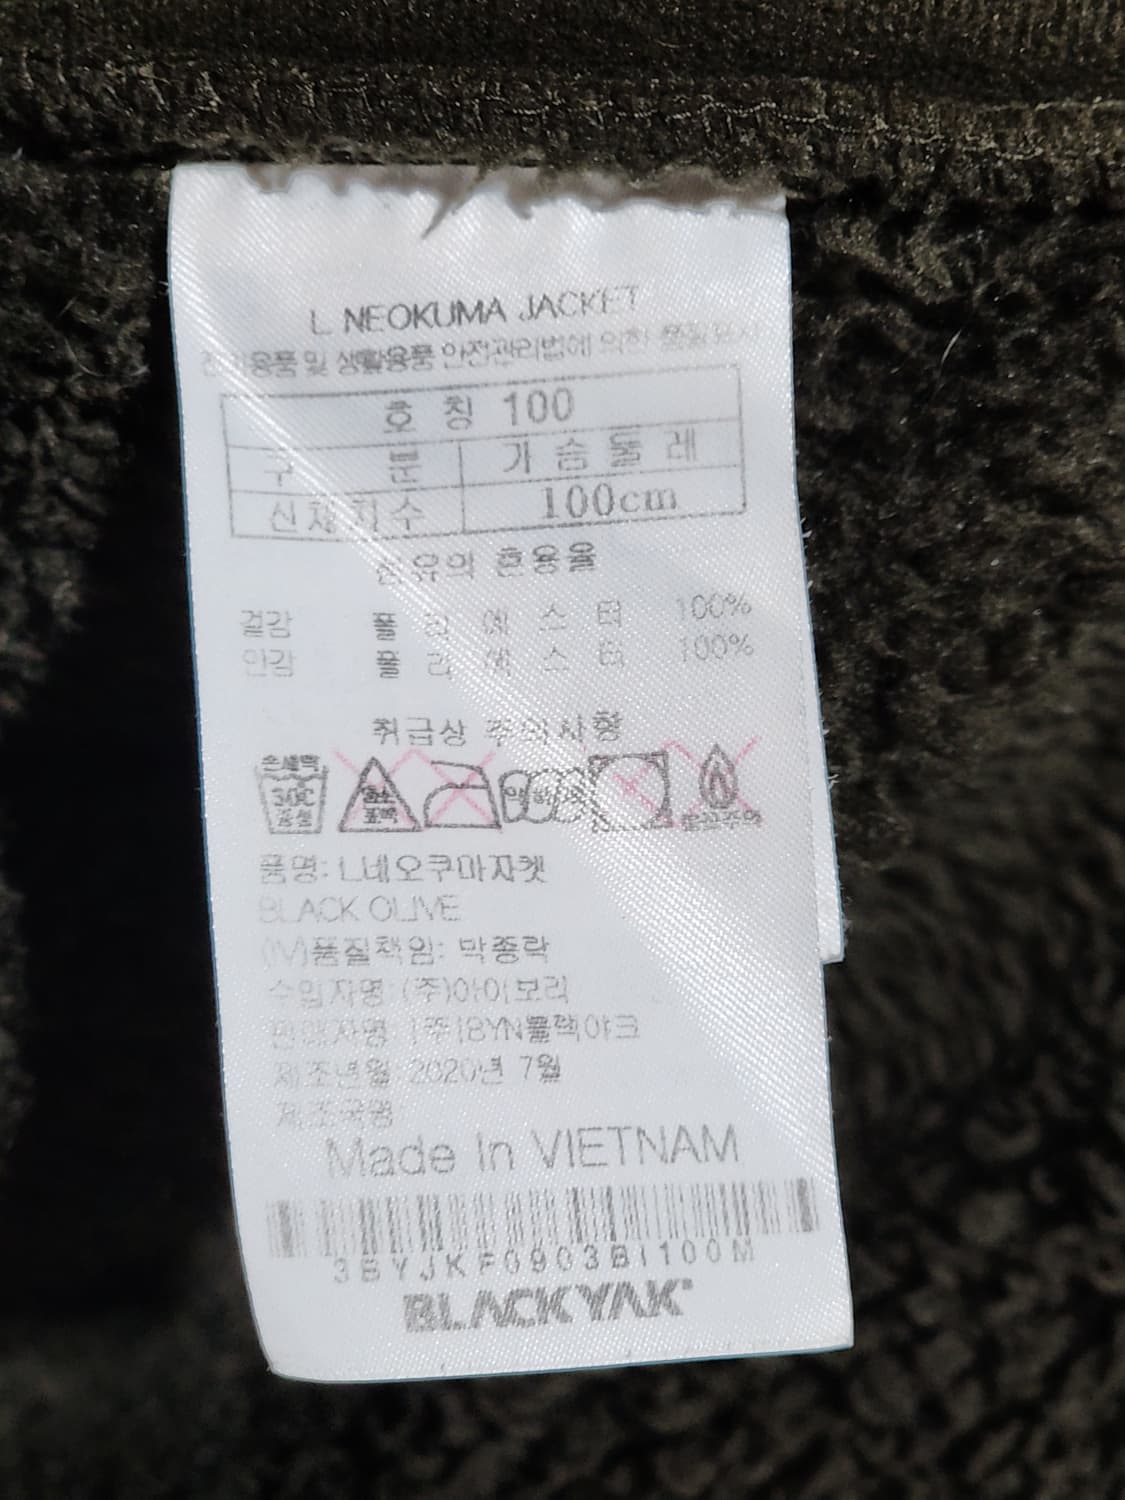 L NEOKUMA JACKET
전기용품 및 생활용품 안전관리법에 의한 품질표시
호 칭 100
구 분 가 슴 둘 레
신체치수 100cm
섬유의 혼용율
겉감 폴 리 에 스 터 100%
안감 폴 리 에 스 터 100%
취급상 주의사항
손세탁
30℃
중성
염소
표백
불꽃주의
품명: L네오쿠마자켓
BLACK OLIVE
(M)품질책임: 박종락
수입자명: (주)아이보리
판매자명: (주)BYN블랙야크
제조년월: 2020년 7월
제조국명
Made In VIETNAM
3BYJKF0903BI100M
BLACKYAK